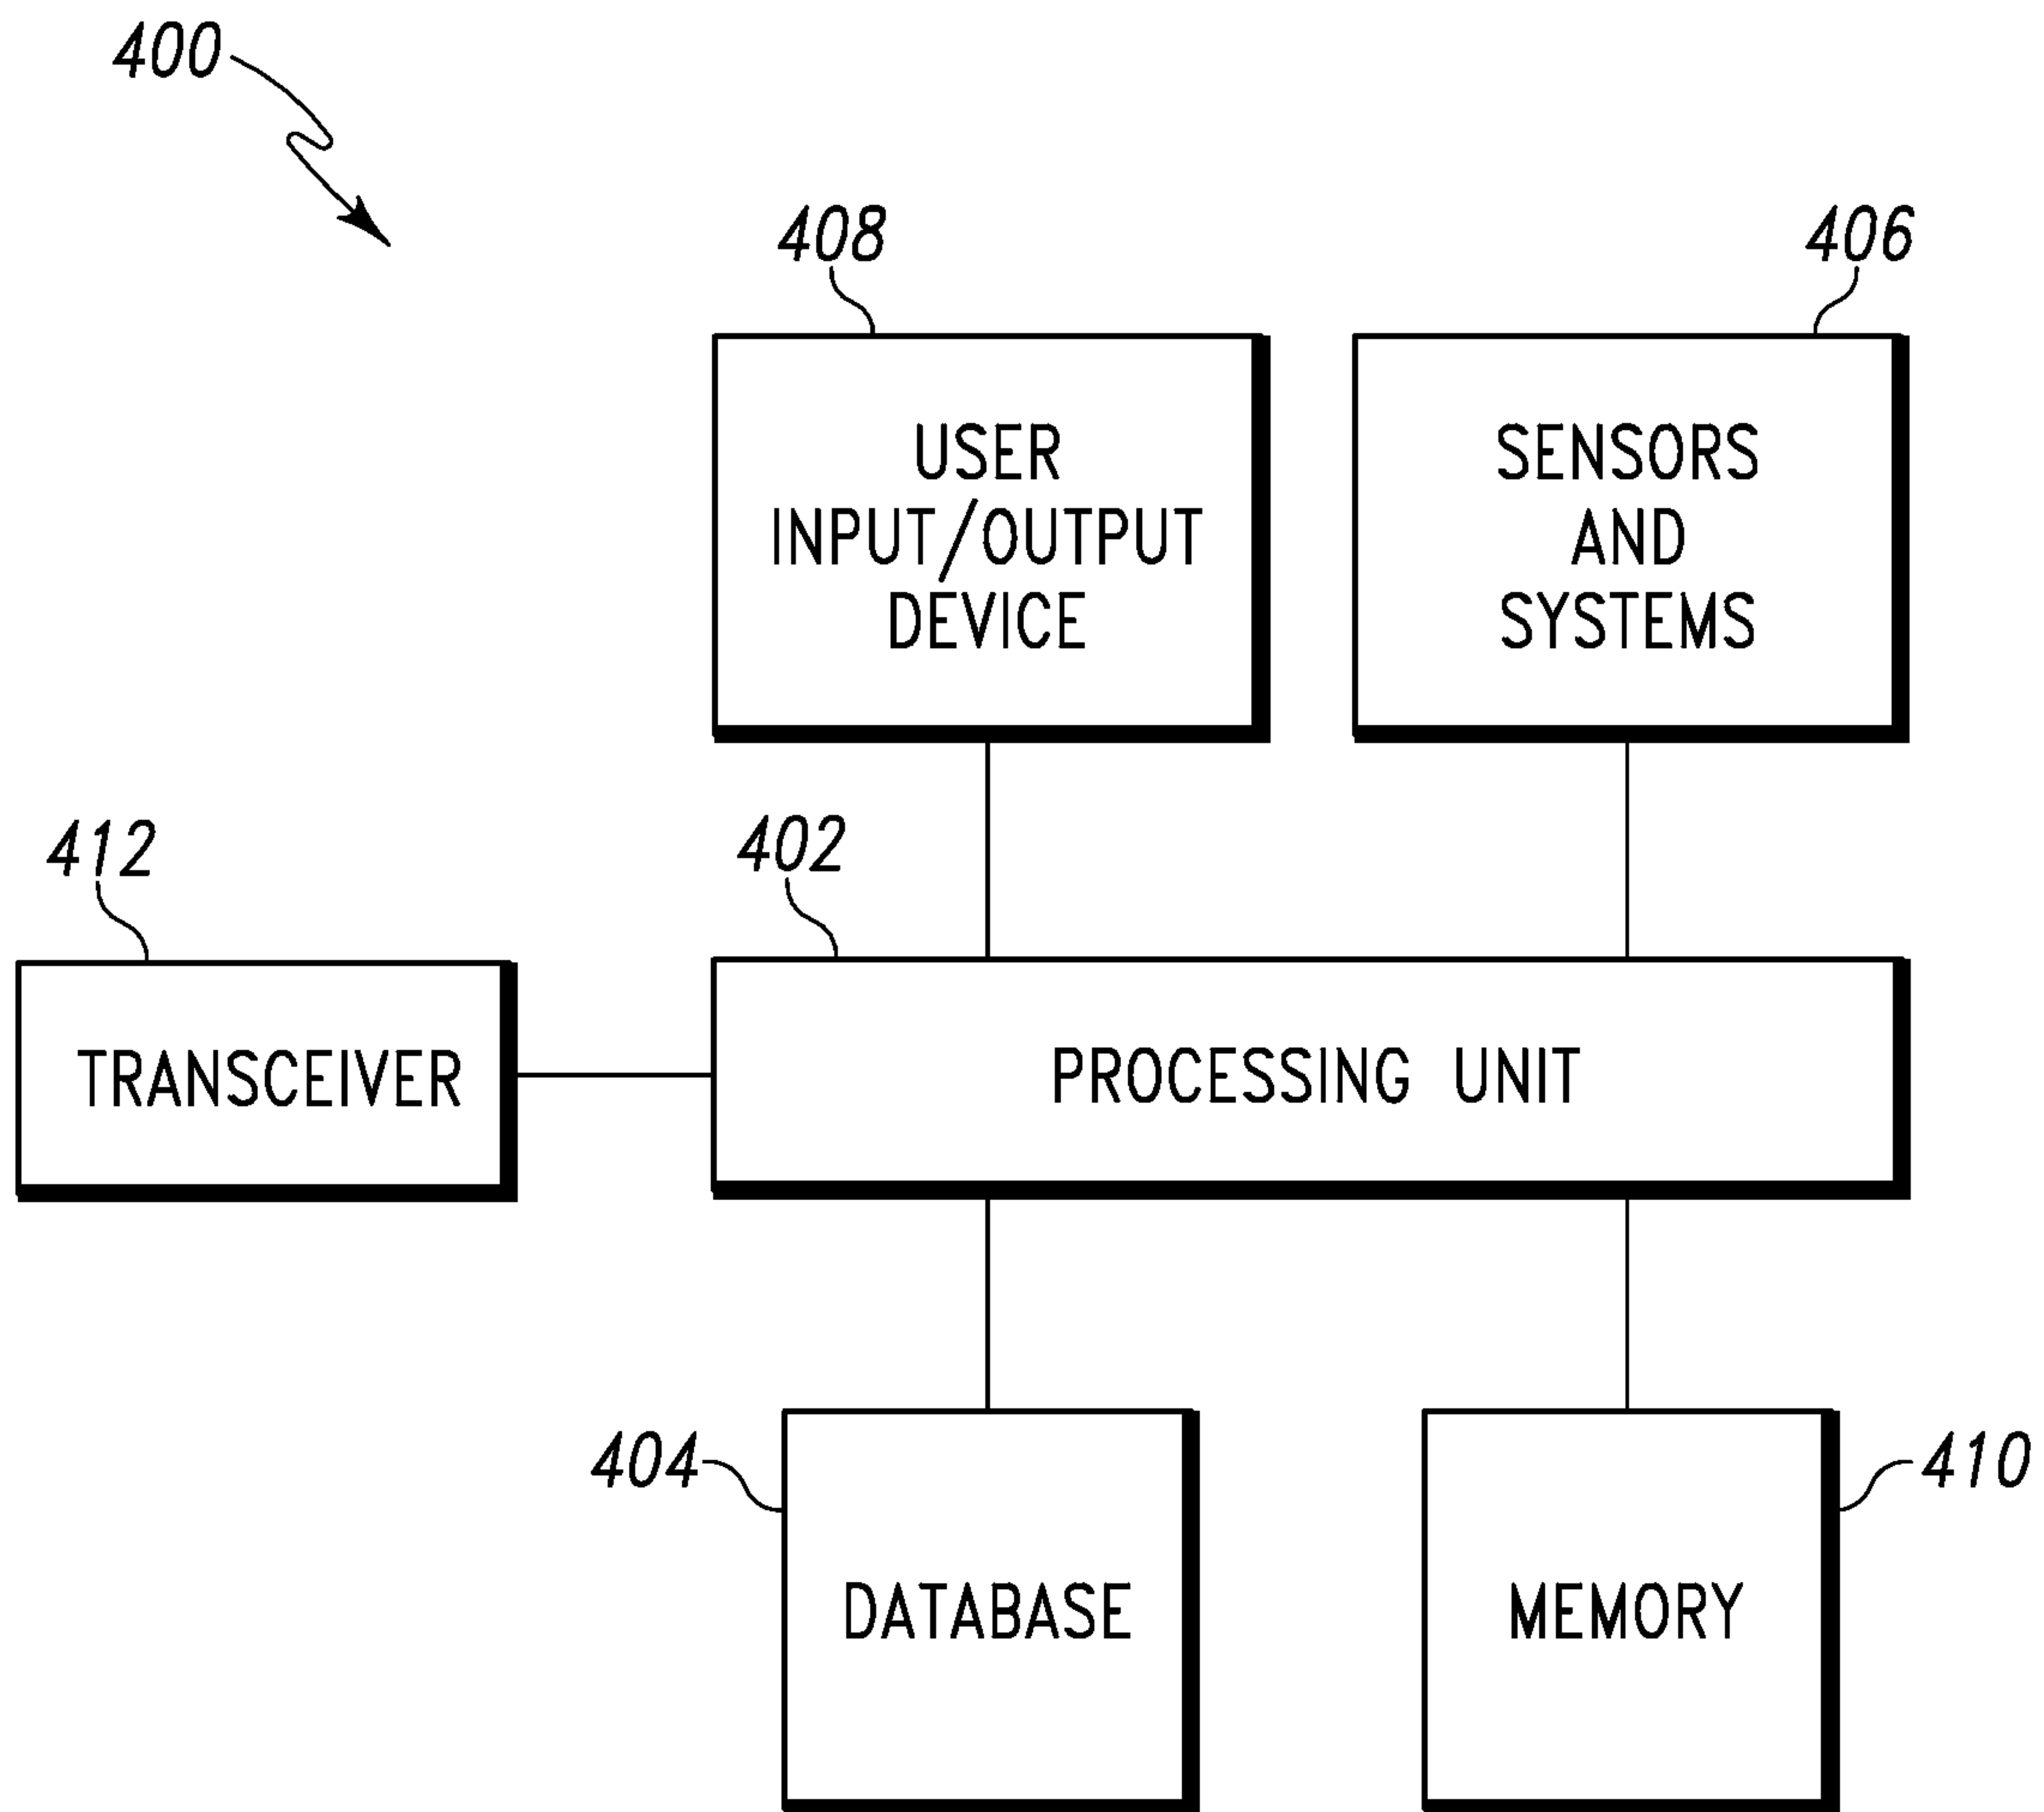 400
408
406
USER
INPUT/OUTPUT
DEVICE
SENSORS
AND
SYSTEMS
412
402
TRANSCEIVER
PROCESSING UNIT
404
410
DATABASE
MEMORY